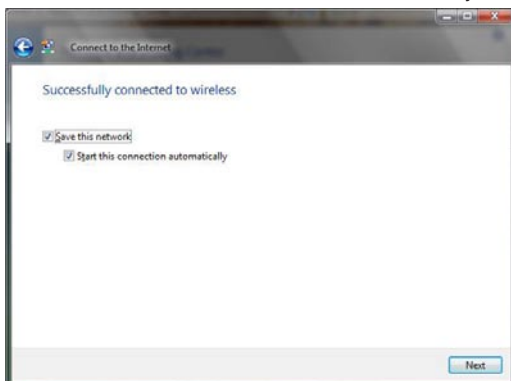 Connect to the Internet
Successfully connected to wireless
Save this network
Start this connection automatically
Next